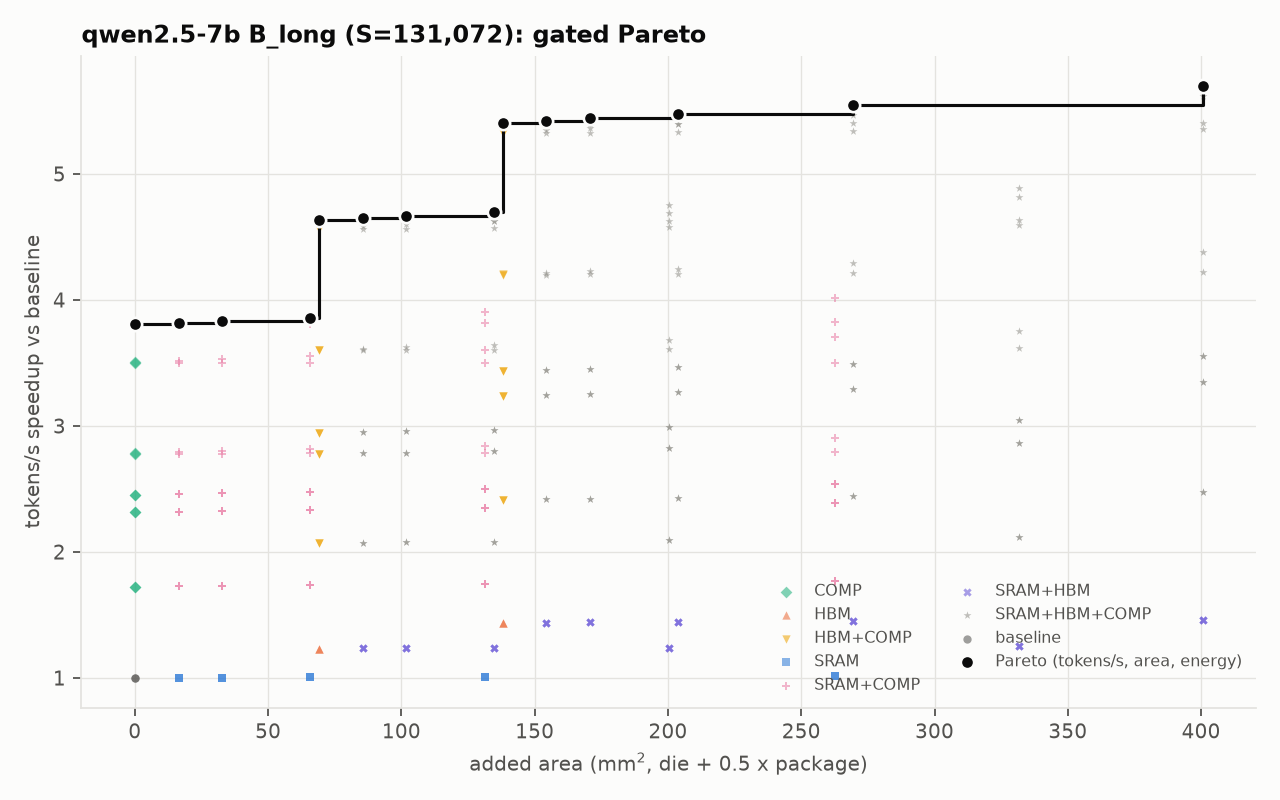 qwen2.5-7b B_long (S=131,072): gated Pareto
tokens/s speedup vs baseline
5
4
3
2
1
0
50
100
150
200
250
300
350
400
added area (mm², die + 0.5 x package)
COMP
HBM
HBM+COMP
SRAM
SRAM+COMP
SRAM+HBM
SRAM+HBM+COMP
baseline
Pareto (tokens/s, area, energy)